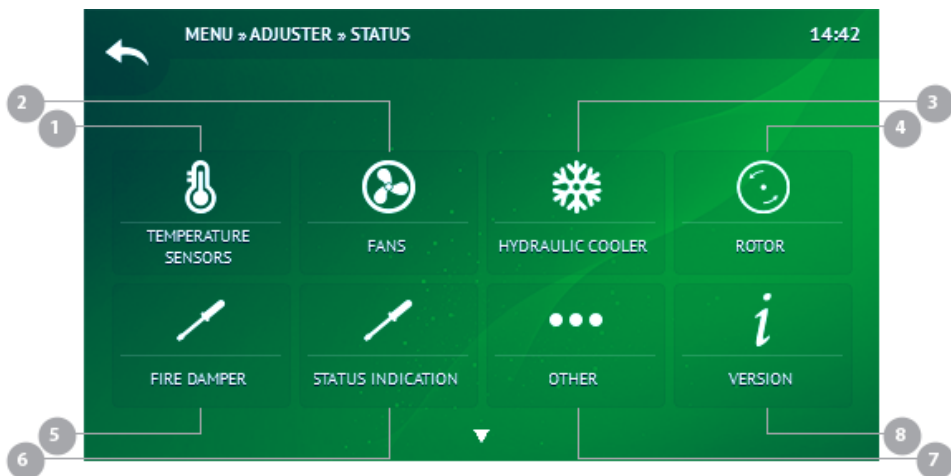 MENU » ADJUSTER » STATUS 14:42
2 3
1 4
TEMPERATURE
SENSORS
FANS
HYDRAULIC COOLER
ROTOR
FIRE DAMPER
STATUS INDICATION
OTHER
i
VERSION
5 8
6 7